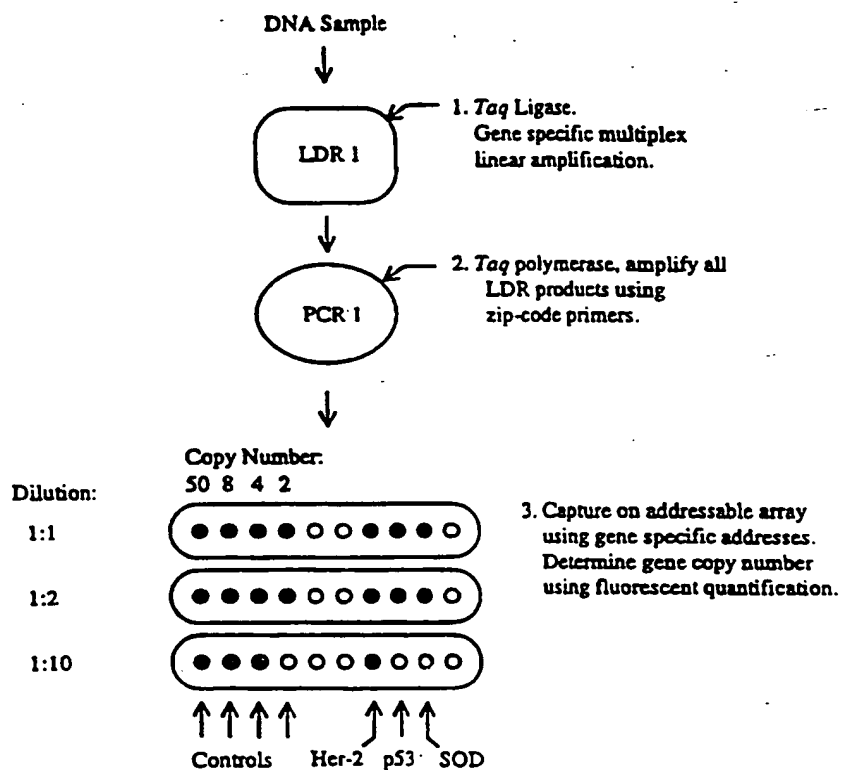 DNA Sample
LDR 1
1. Taq Ligase.
Gene specific multiplex
linear amplification.
PCR 1
2. Taq polymerase, amplify all
LDR products using
zip-code primers.
Copy Number:
50 8 4 2
Dilution:
1:1
1:2
1:10
3. Capture on addressable array
using gene specific addresses.
Determine gene copy number
using fluorescent quantification.
Controls Her-2 p53 SOD